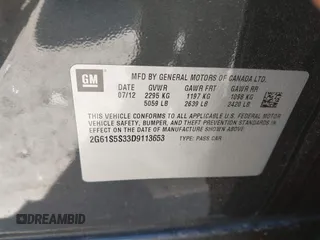 GM
MFD BY GENERAL MOTORS OF CANADA LTD.
DATE GVWR GAWR FRT GAWR RR
07/12 2295 KG 1197 KG 1098 KG
5059 LB 2639 LB 2420 LB
THIS VEHICLE CONFORMS TO ALL APPLICABLE U.S. FEDERAL
MOTOR VEHICLE SAFETY, BUMPER, AND THEFT
PREVENTION STANDARDS IN EFFECT ON THE DATE
OF MANUFACTURE SHOWN ABOVE.
2G61S5S33D9113653 TYPE: PASS CAR
DREAMBID
DREAMBID.COM